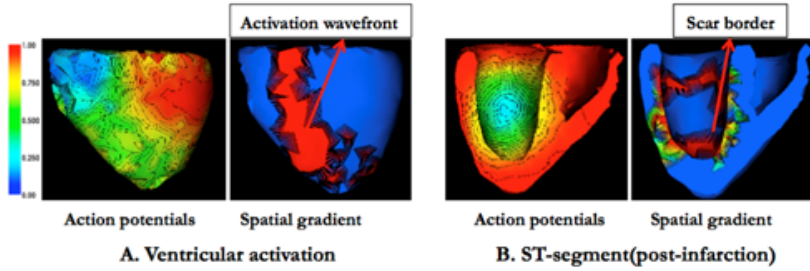 Activation wavefront
Scar border
1.00
0.750
0.500
0.250
0.00
Action potentials
Spatial gradient
Action potentials
Spatial gradient
A. Ventricular activation
B. ST-segment(post-infarction)